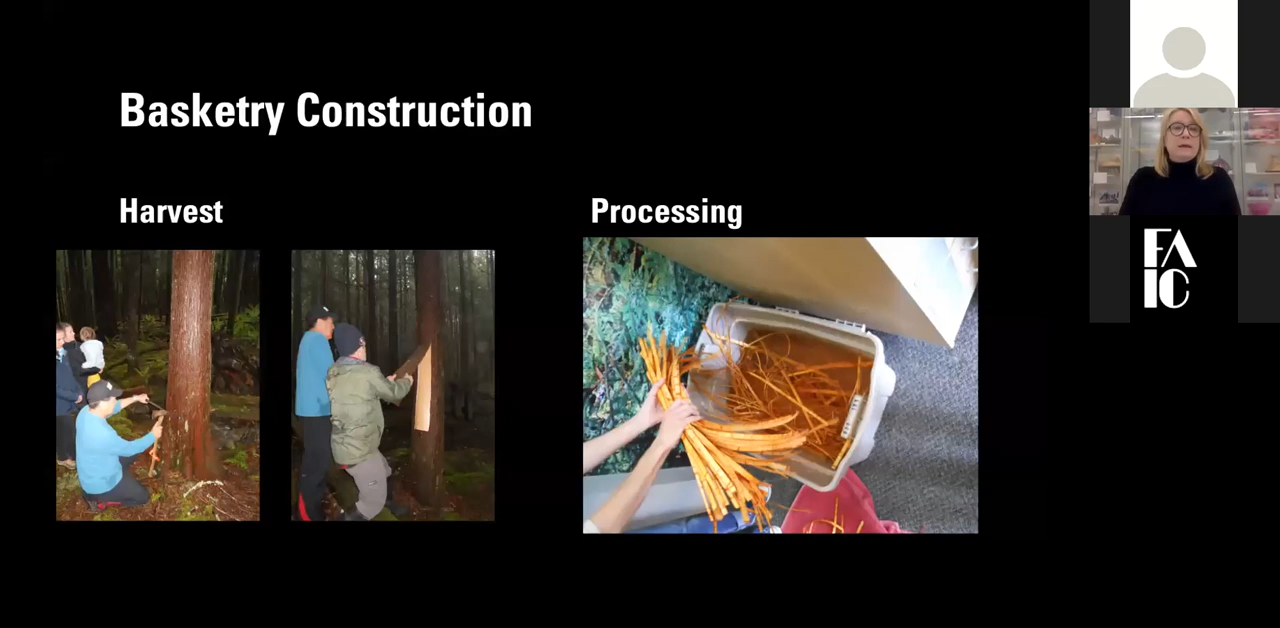 Basketry Construction
Harvest
Processing
FA
IC